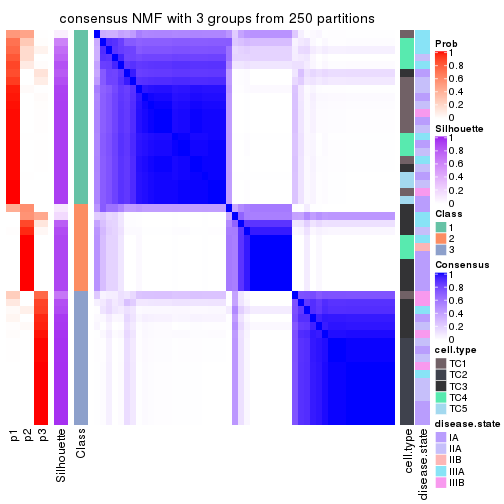 consensus NMF with 3 groups from 250 partitions
Prob
1
0.8
0.6
0.4
0.2
0
Silhouette
1
0.8
0.6
0.4
0.2
0
Class
1
2
3
Consensus
1
0.8
0.6
0.4
0.2
0
cell.type
TC1
TC2
TC3
TC4
TC5
disease.state
IA
IIA
IIB
IIIA
IIIB
p1
p2
p3
Silhouette
Class
cell.type
disease.state